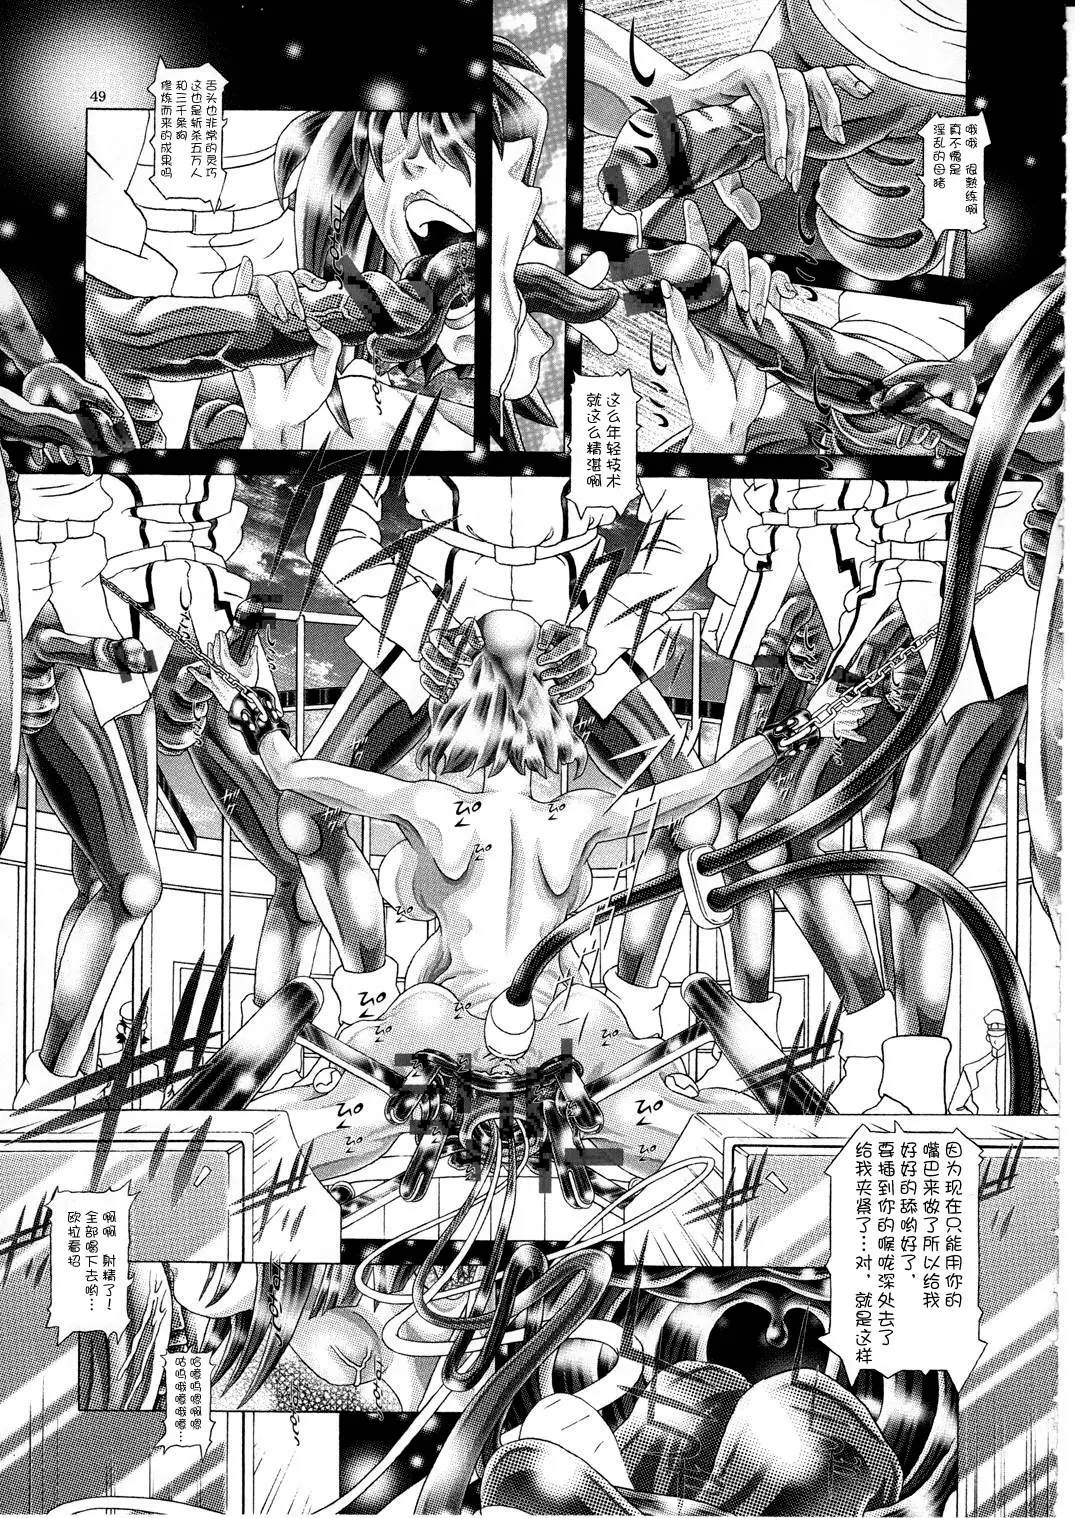 49
哦哦 很熟练啊
真不愧是
淫乱的母猪
舌头也非常的灵巧
这也是斩杀五万人
和三千条狗
修炼而来的成果吗
这么年轻技术
就这么精湛啊
因为现在只能用你的
嘴巴来做了所以给我
好好的舔哟好了,
要插到你的喉咙深处去了
给我夹紧了…对,就是这样
啊啊 射精了!
全部喝下去哟…
欧拉看招